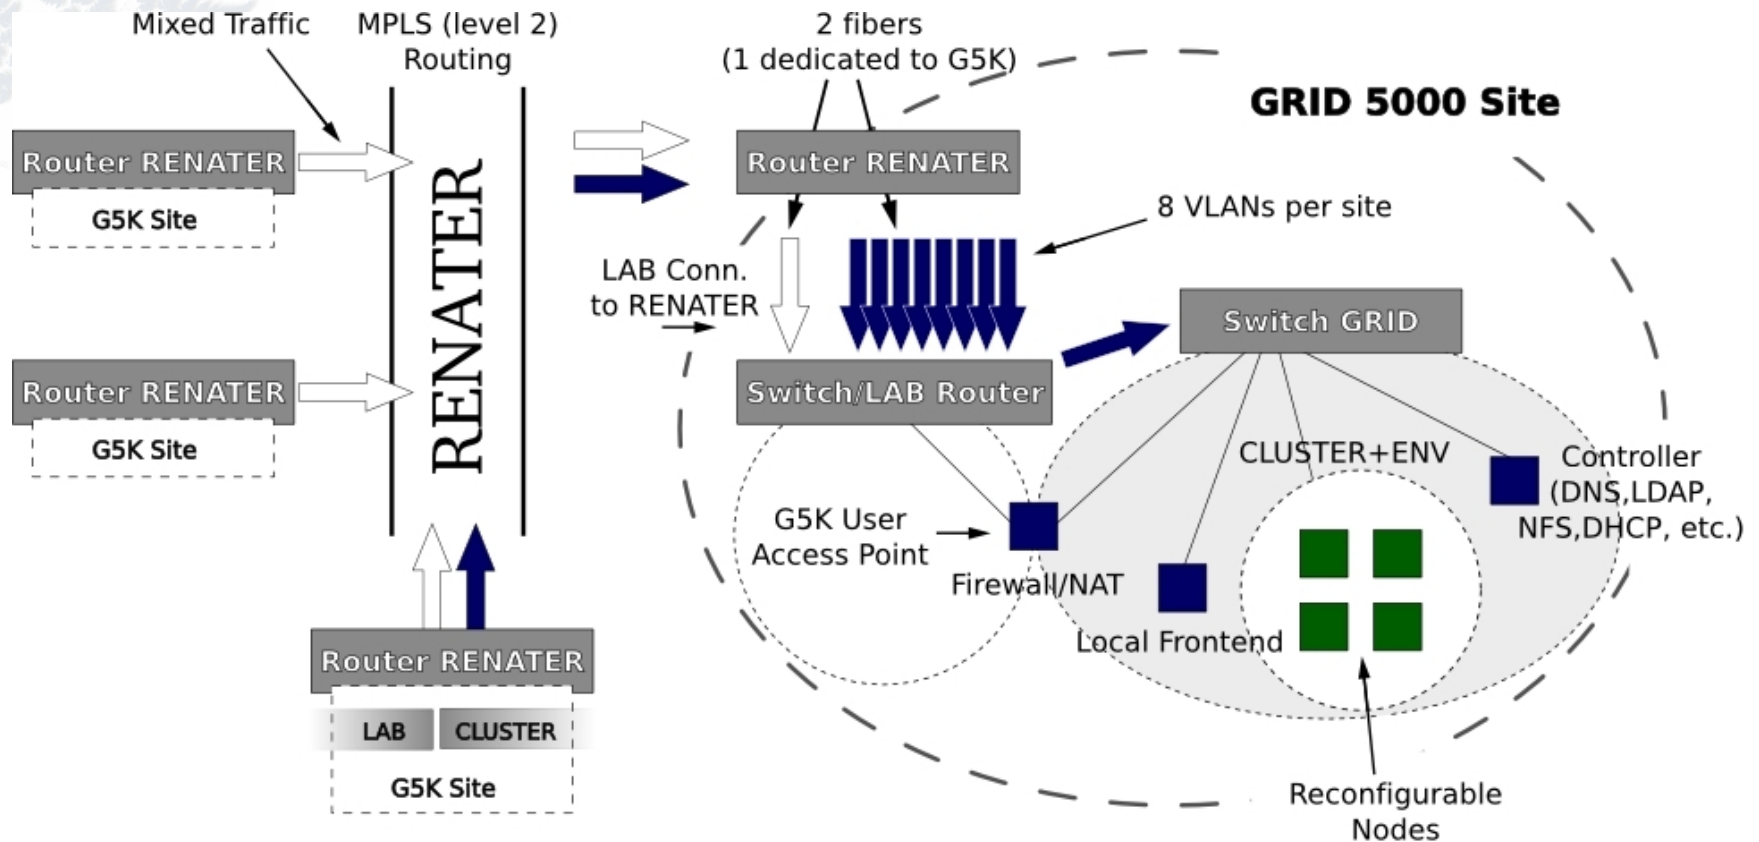 Mixed Traffic
MPLS (level 2)
Routing
2 fibers
(1 dedicated to G5K)
GRID 5000 Site
Router RENATER
G5K Site
RENATER
Router RENATER
8 VLANs per site
LAB Conn.
to RENATER
Switch GRID
Router RENATER
G5K Site
Switch/LAB Router
CLUSTER+ENV
Controller
(DNS,LDAP,
NFS,DHCP, etc.)
G5K User
Access Point
Firewall/NAT
Local Frontend
Router RENATER
LAB
CLUSTER
G5K Site
Reconfigurable
Nodes